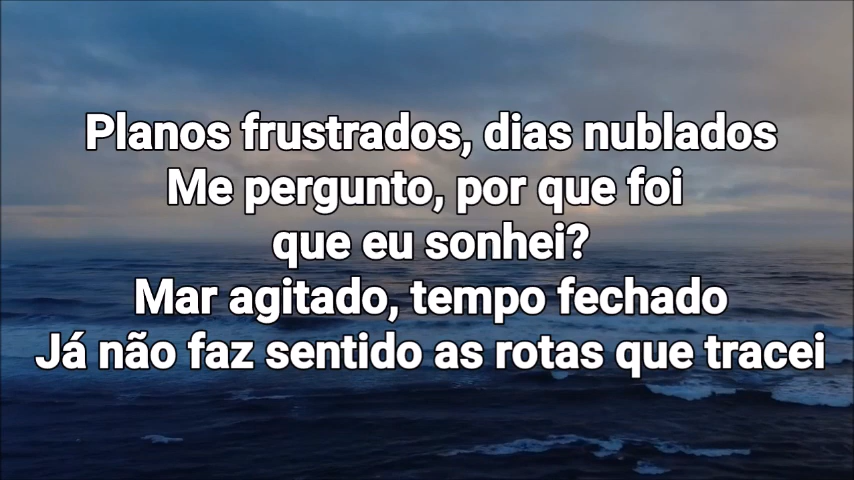 Planos frustrados, dias nublados
Me pergunto, por que foi
que eu sonhei?
Mar agitado, tempo fechado
Já não faz sentido as rotas que tracei